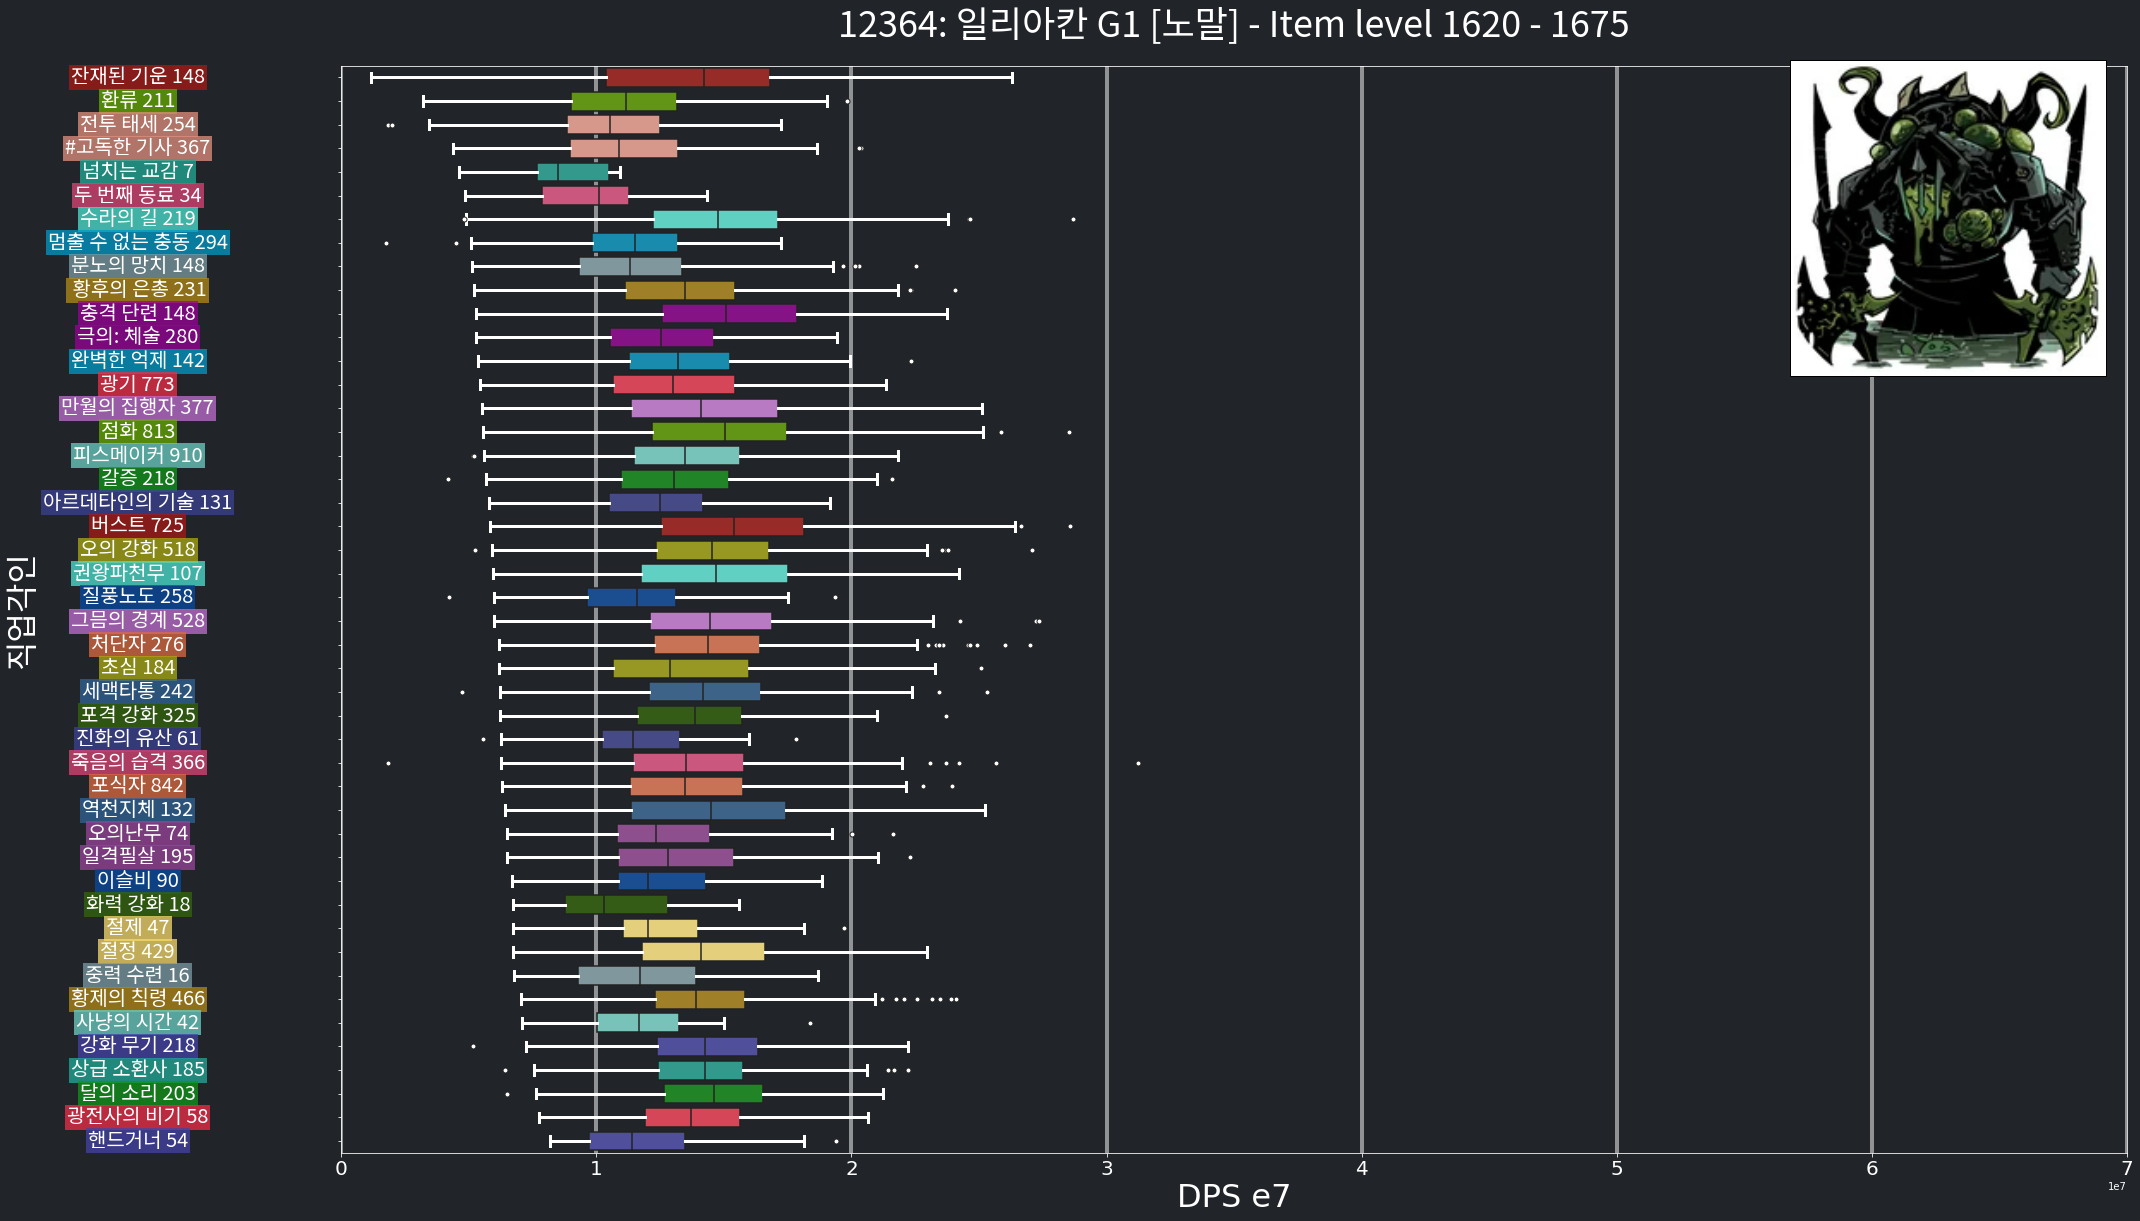 12364: 일리아칸 G1 [노말] - Item level 1620 - 1675
잔재된 기운 148
환류 211
전투 태세 254
#고독한 기사 367
넘치는 교감 7
두 번째 동료 34
수라의 길 219
멈출 수 없는 충동 294
분노의 망치 148
황후의 은총 231
충격 단련 148
극의: 체술 280
완벽한 억제 142
광기 773
만월의 집행자 377
점화 813
피스메이커 910
갈증 218
아르데타인의 기술 131
버스트 725
오의 강화 518
권왕파천무 107
질풍노도 258
그믐의 경계 528
처단자 276
초심 184
세맥타통 242
포격 강화 325
진화의 유산 61
죽음의 습격 366
포식자 842
역천지체 132
오의난무 74
일격필살 195
이슬비 90
화력 강화 18
절제 47
절정 429
중력 수련 16
황제의 칙령 466
사냥의 시간 42
강화 무기 218
상급 소환사 185
달의 소리 203
광전사의 비기 58
핸드거너 54
직업각인
0 1 2 3 4 5 6 7
DPS e7
1e7